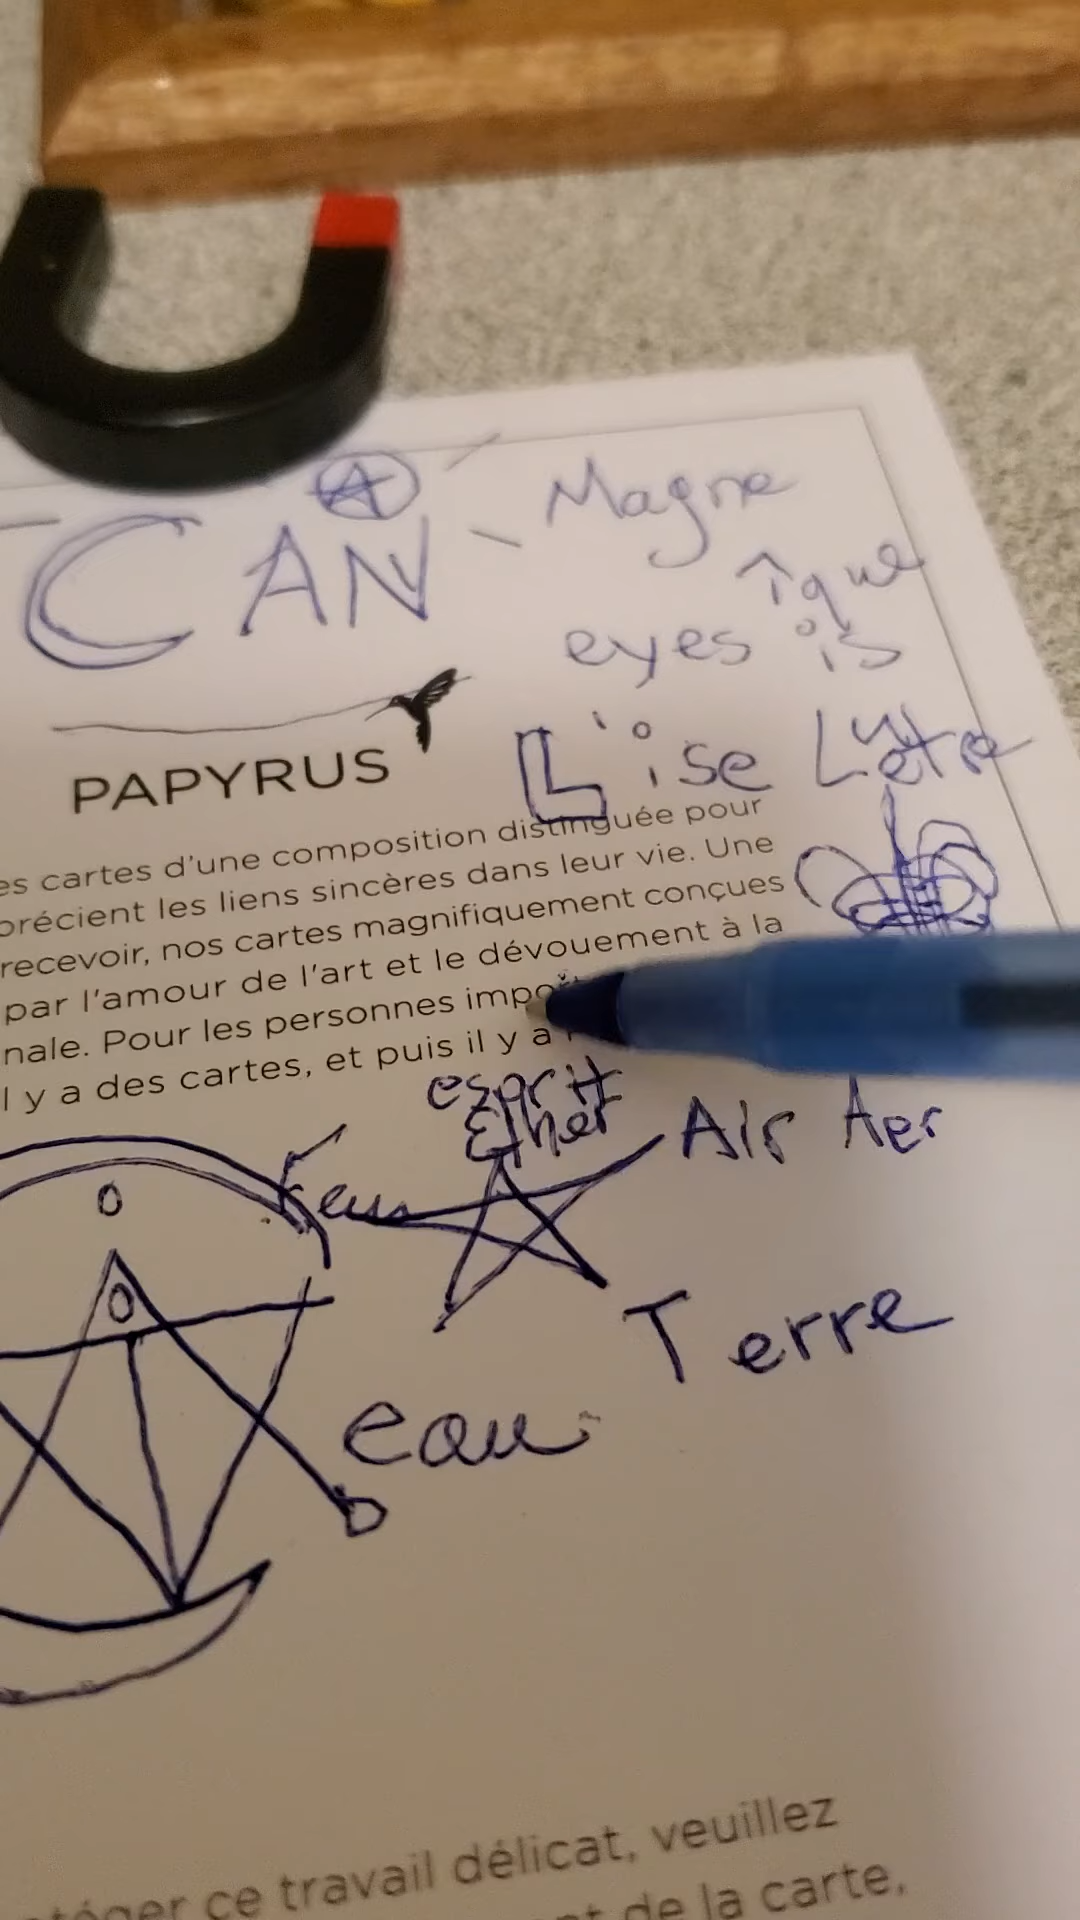 CAN
Magne
îque
eyes is
L'ise
PAPYRUS
es cartes d'une composition distinguée pour
précient les liens sincères dans leur vie. Une
recevoir, nos cartes magnifiquement conçues
par l'amour de l'art et le dévouement à la
nale. Pour les personnes impo
l y a des cartes, et puis il y a
esprit
Ether
Air Aer
Feu
Terre
eau
téger ce travail délicat, veuillez
nt de la carte,